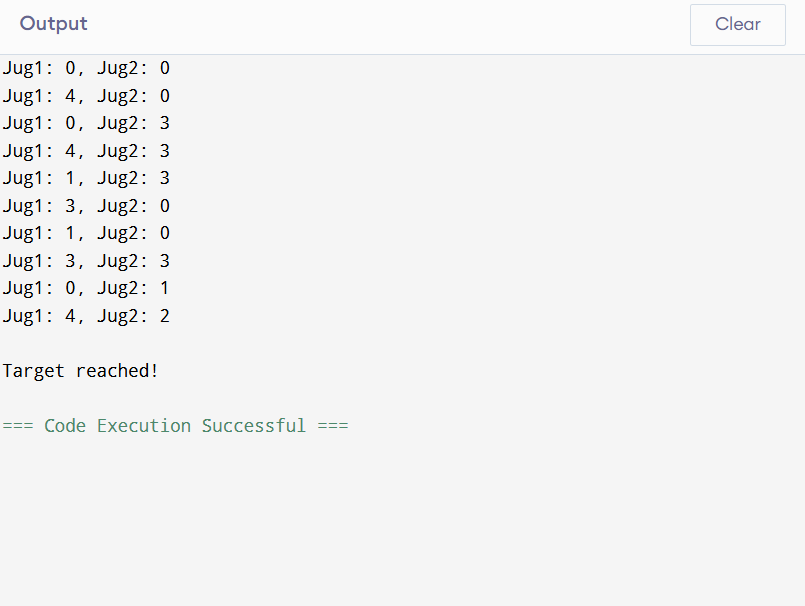 Output
Clear
Jug1: 0, Jug2: 0
Jug1: 4, Jug2: 0
Jug1: 0, Jug2: 3
Jug1: 4, Jug2: 3
Jug1: 1, Jug2: 3
Jug1: 3, Jug2: 0
Jug1: 1, Jug2: 0
Jug1: 3, Jug2: 3
Jug1: 0, Jug2: 1
Jug1: 4, Jug2: 2
Target reached!
=== Code Execution Successful ===